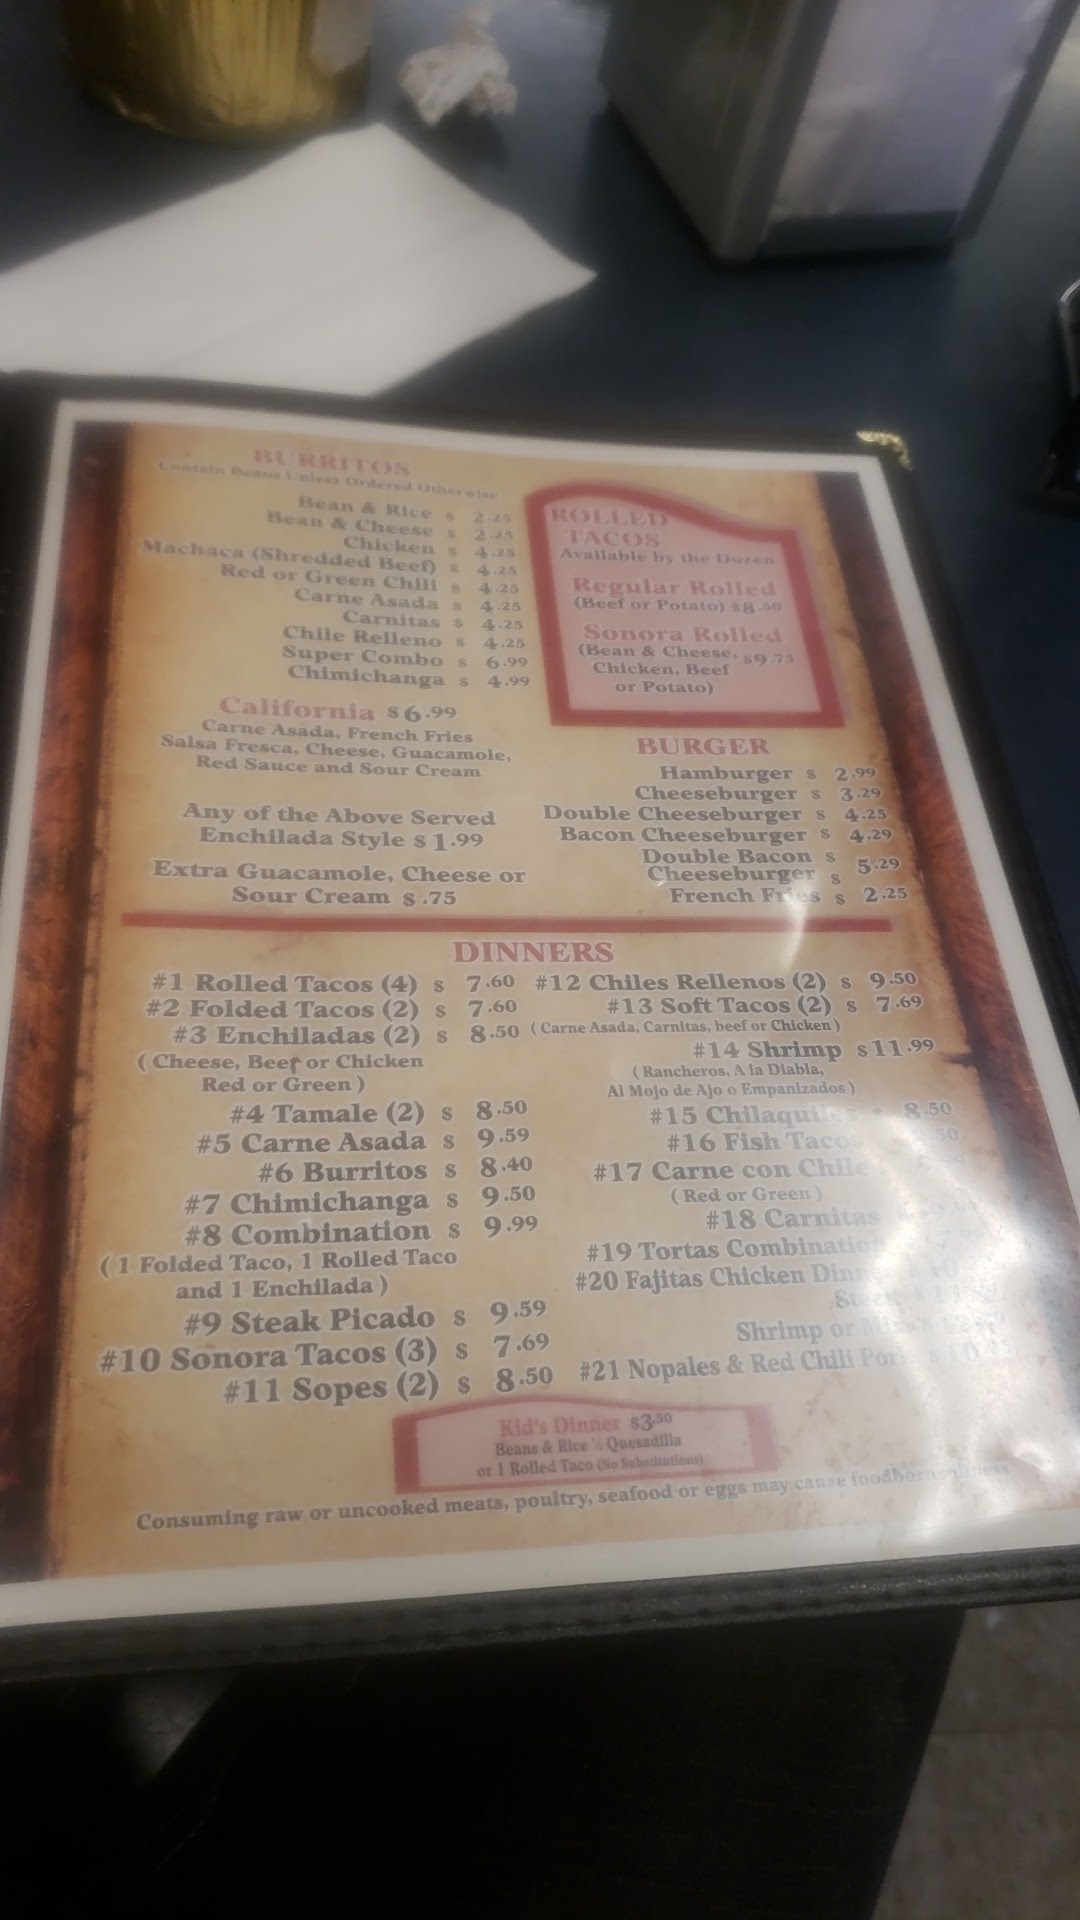 BURRITOS
Contain Beans Unless Ordered Otherwise
Bean & Rice $ 2.25
Bean & Cheese $ 2.25
Chicken $ 4.25
Machaca (Shredded Beef) $ 4.25
Red or Green Chili $ 4.25
Carne Asada $ 4.25
Carnitas $ 4.25
Chile Relleno $ 4.25
Super Combo $ 6.99
Chimichanga $ 4.99
California $6.99
Carne Asada, French Fries
Salsa Fresca, Cheese, Guacamole,
Red Sauce and Sour Cream
Any of the Above Served
Enchilada Style $ 1.99
Extra Guacamole, Cheese or
Sour Cream $ .75
ROLLED
TACOS
Available by the Dozen
Regular Rolled
(Beef or Potato) $8.50
Sonora Rolled
(Bean & Cheese, $9.75
Chicken, Beef
or Potato)
BURGER
Hamburger $ 2.99
Cheeseburger $ 3.29
Double Cheeseburger $ 4.25
Bacon Cheeseburger $ 4.29
Double Bacon $
Cheeseburger $ 5.29
French Fries $ 2.25
DINNERS
#1 Rolled Tacos (4) $ 7.60
#2 Folded Tacos (2) $ 7.60
#3 Enchiladas (2) $ 8.50
( Cheese, Beef or Chicken
Red or Green )
#4 Tamale (2) $ 8.50
#5 Carne Asada $ 9.59
#6 Burritos $ 8.40
#7 Chimichanga $ 9.50
#8 Combination $ 9.99
( 1 Folded Taco, 1 Rolled Taco
and 1 Enchilada )
#9 Steak Picado $ 9.59
#10 Sonora Tacos (3) $ 7.69
#11 Sopes (2) $ 8.50
#12 Chiles Rellenos (2) $ 9.50
#13 Soft Tacos (2) $ 7.69
( Carne Asada, Carnitas, beef or Chicken )
#14 Shrimp $11.99
( Rancheros, A la Diabla,
Al Mojo de Ajo o Empanizados )
#15 Chilaquiles $ 8.50
#16 Fish Tacos
#17 Carne con Chile
( Red or Green )
#18 Carnitas
#19 Tortas Combination
#20 Fajitas Chicken Dinner
Shrimp or
#21 Nopales & Red Chili Pork
Kid's Dinner $3.50
Beans & Rice ½ Quesadilla
or 1 Rolled Taco (No Substitutions)
Consuming raw or uncooked meats, poultry, seafood or eggs may cause foodborne illness